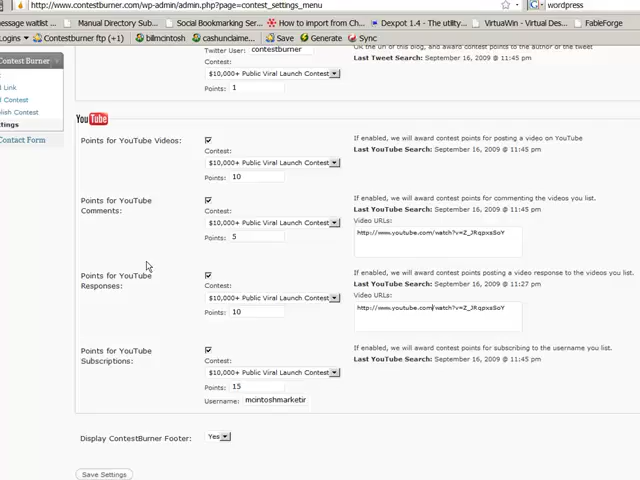 http://www.contestburner.com/wp-admin/admin.php?page=contest_settings_menu
wordpress
Manual Directory Sub...
Social Bookmarking Serv...
How to import from Ch...
Dexpot 1.4 - The ultim...
VirtuaWin - Virtual Des...
FableForge
Logins
Contestburner ftp (+1)
billmcintosh
cashunclaime...
Save
Generate
Sync
Contest Burner
Link
Contest
lish Contest
tings
Contact Form
Twitter User: contestburner
Contest:
$10,000+ Public Viral Launch Contest
Points: 1
of this blog, and award contest points to the author of the tweet
Last Tweet Search: September 16, 2009 @ 11:45 pm
YouTube
Points for YouTube Videos:
Contest:
$10,000+ Public Viral Launch Contest
Points: 10
If enabled, we will award contest points for posting a video on YouTube
Last YouTube Search: September 16, 2009 @ 11:45 pm
Points for YouTube
Comments:
Contest:
$10,000+ Public Viral Launch Contest
Points: 5
If enabled, we will award contest points for commenting the videos you list.
Last YouTube Search: September 16, 2009 @ 11:45 pm
Video URLs:
http://www.youtube.com/watch?v=Z_JRqpxsSoY
Points for YouTube
Responses:
Contest:
$10,000+ Public Viral Launch Contest
Points: 10
If enabled, we will award contest points posting a video response to the videos you list.
Last YouTube Search: September 16, 2009 @ 11:27 pm
Video URLs:
http://www.youtube.com/watch?v=Z_JRqpxsSoY
Points for YouTube
Subscriptions:
Contest:
$10,000+ Public Viral Launch Contest
Points: 15
Username: mcintoshmarketir
If enabled, we will award contest points for subscribing to the username you list.
Last YouTube Search: September 16, 2009 @ 11:45 pm
Display ContestBurner Footer: Yes
Save Settings